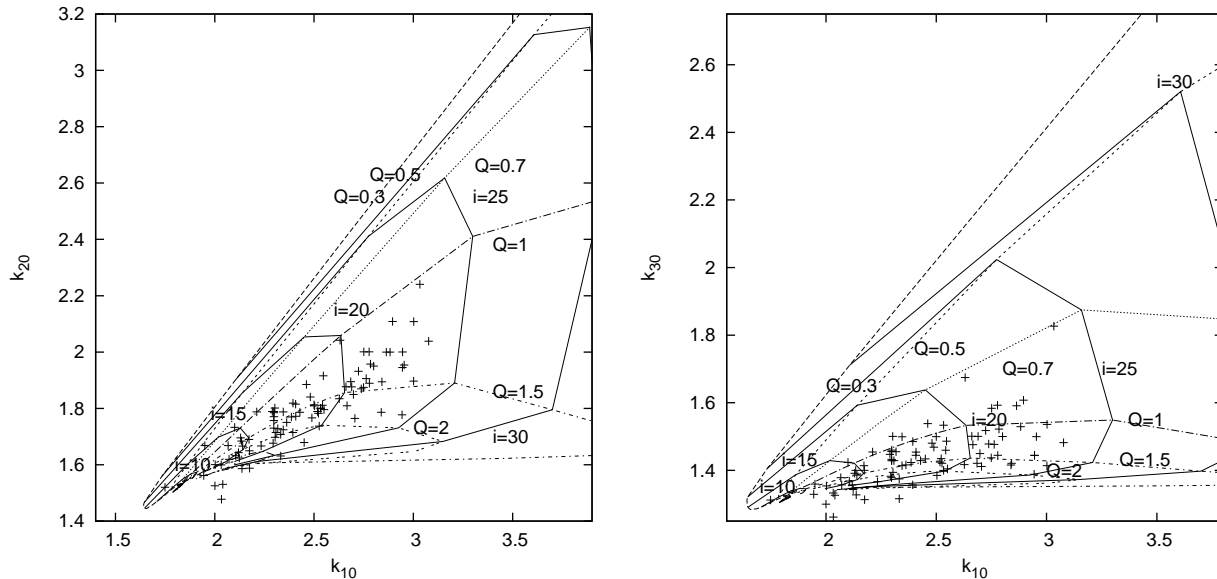 3.2
3
2.8
2.6
2.4
2.2
2
1.8
1.6
1.4
k20
1.5
2
2.5
3
3.5
k10
Q=0.3
Q=0.5
Q=0.7
i=25
Q=1
i=20
Q=1.5
i=15
Q=2
i=30
i=10
2.6
2.4
2.2
2
1.8
1.6
1.4
k30
2
2.5
3
3.5
k10
i=30
Q=0.5
Q=0.3
Q=0.7
i=25
i=20
Q=1
i=15
Q=1.5
Q=2
i=10